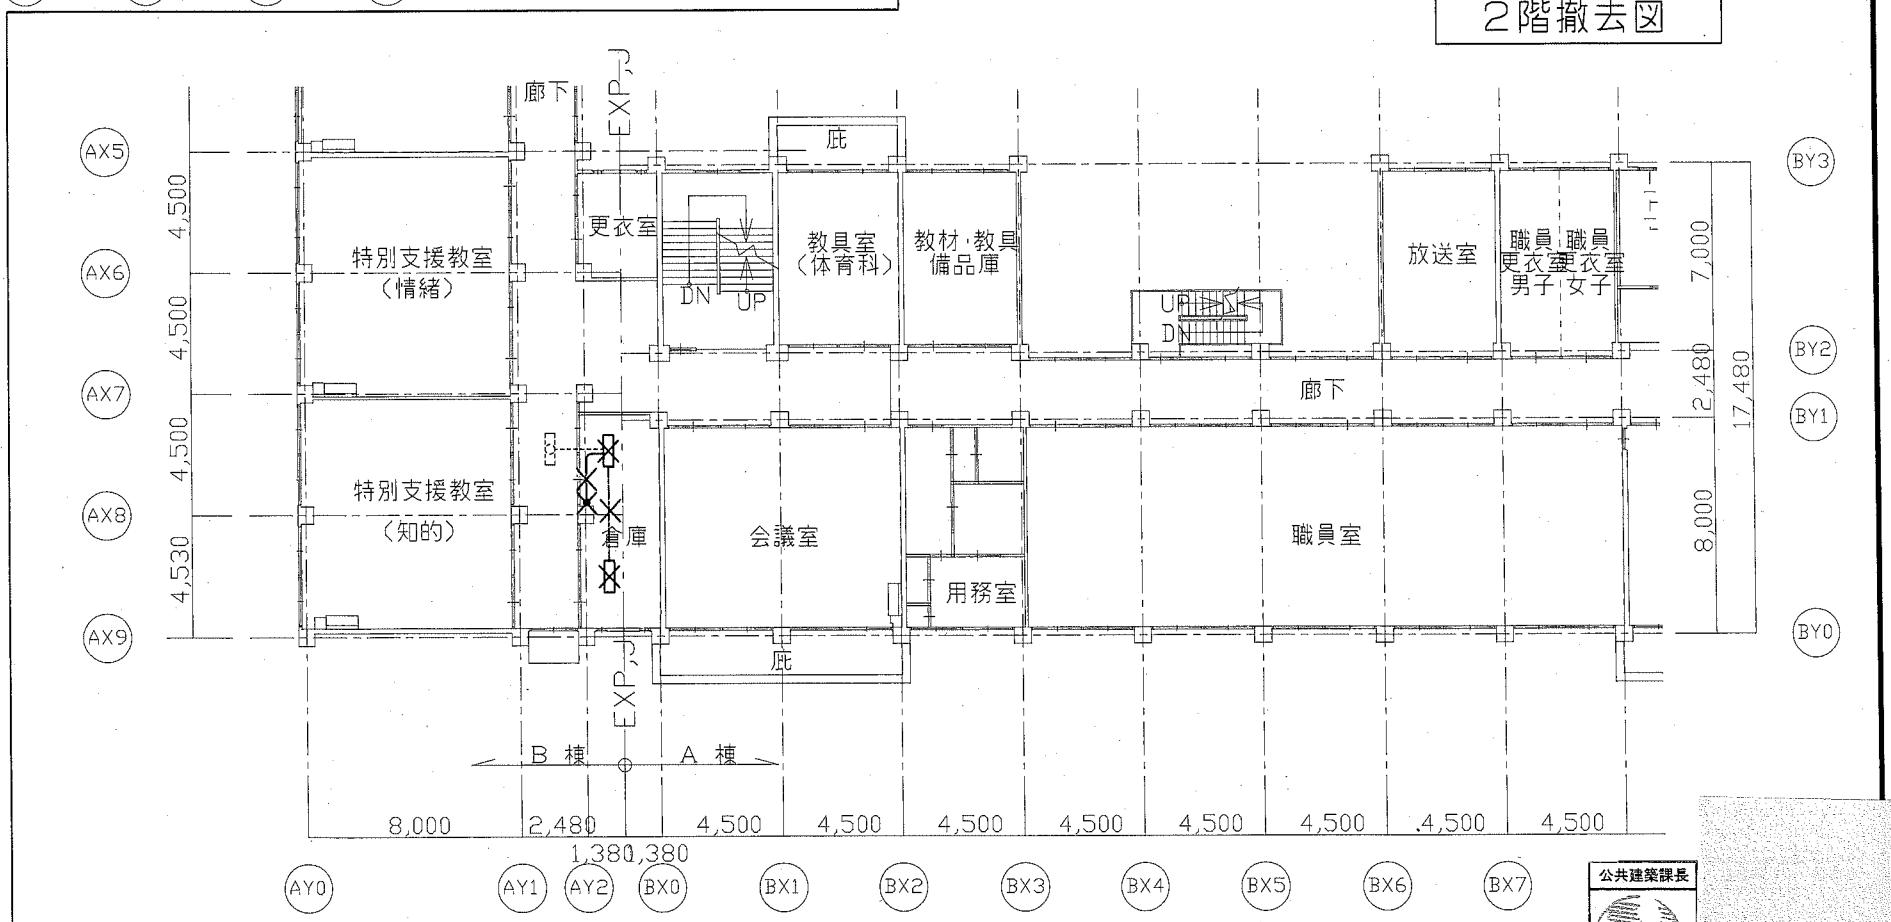 2階撤去図
廊下
EXP,J
庇
AX5
BY3
4,500
更衣室
特別支援教室
(情緒)
教具室
(体育科)
教材・教具
備品庫
放送室
職員
更衣室
男子
職員
更衣室
女子
7,000
AX6
DN
UP
UP
DN
4,500
BY2
AX7
廊下
2,480
17,480
BY1
4,500
特別支援教室
(知的)
AX8
倉庫
会議室
職員室
8,000
4,530
用務室
AX9
BY0
庇
EXP,J
B 棟
A 棟
8,000
2,480
4,500
4,500
4,500
4,500
4,500
4,500
4,500
4,500
1,380
1,380
AY0
AY1
AY2
BX0
BX1
BX2
BX3
BX4
BX5
BX6
BX7
公共建築課長